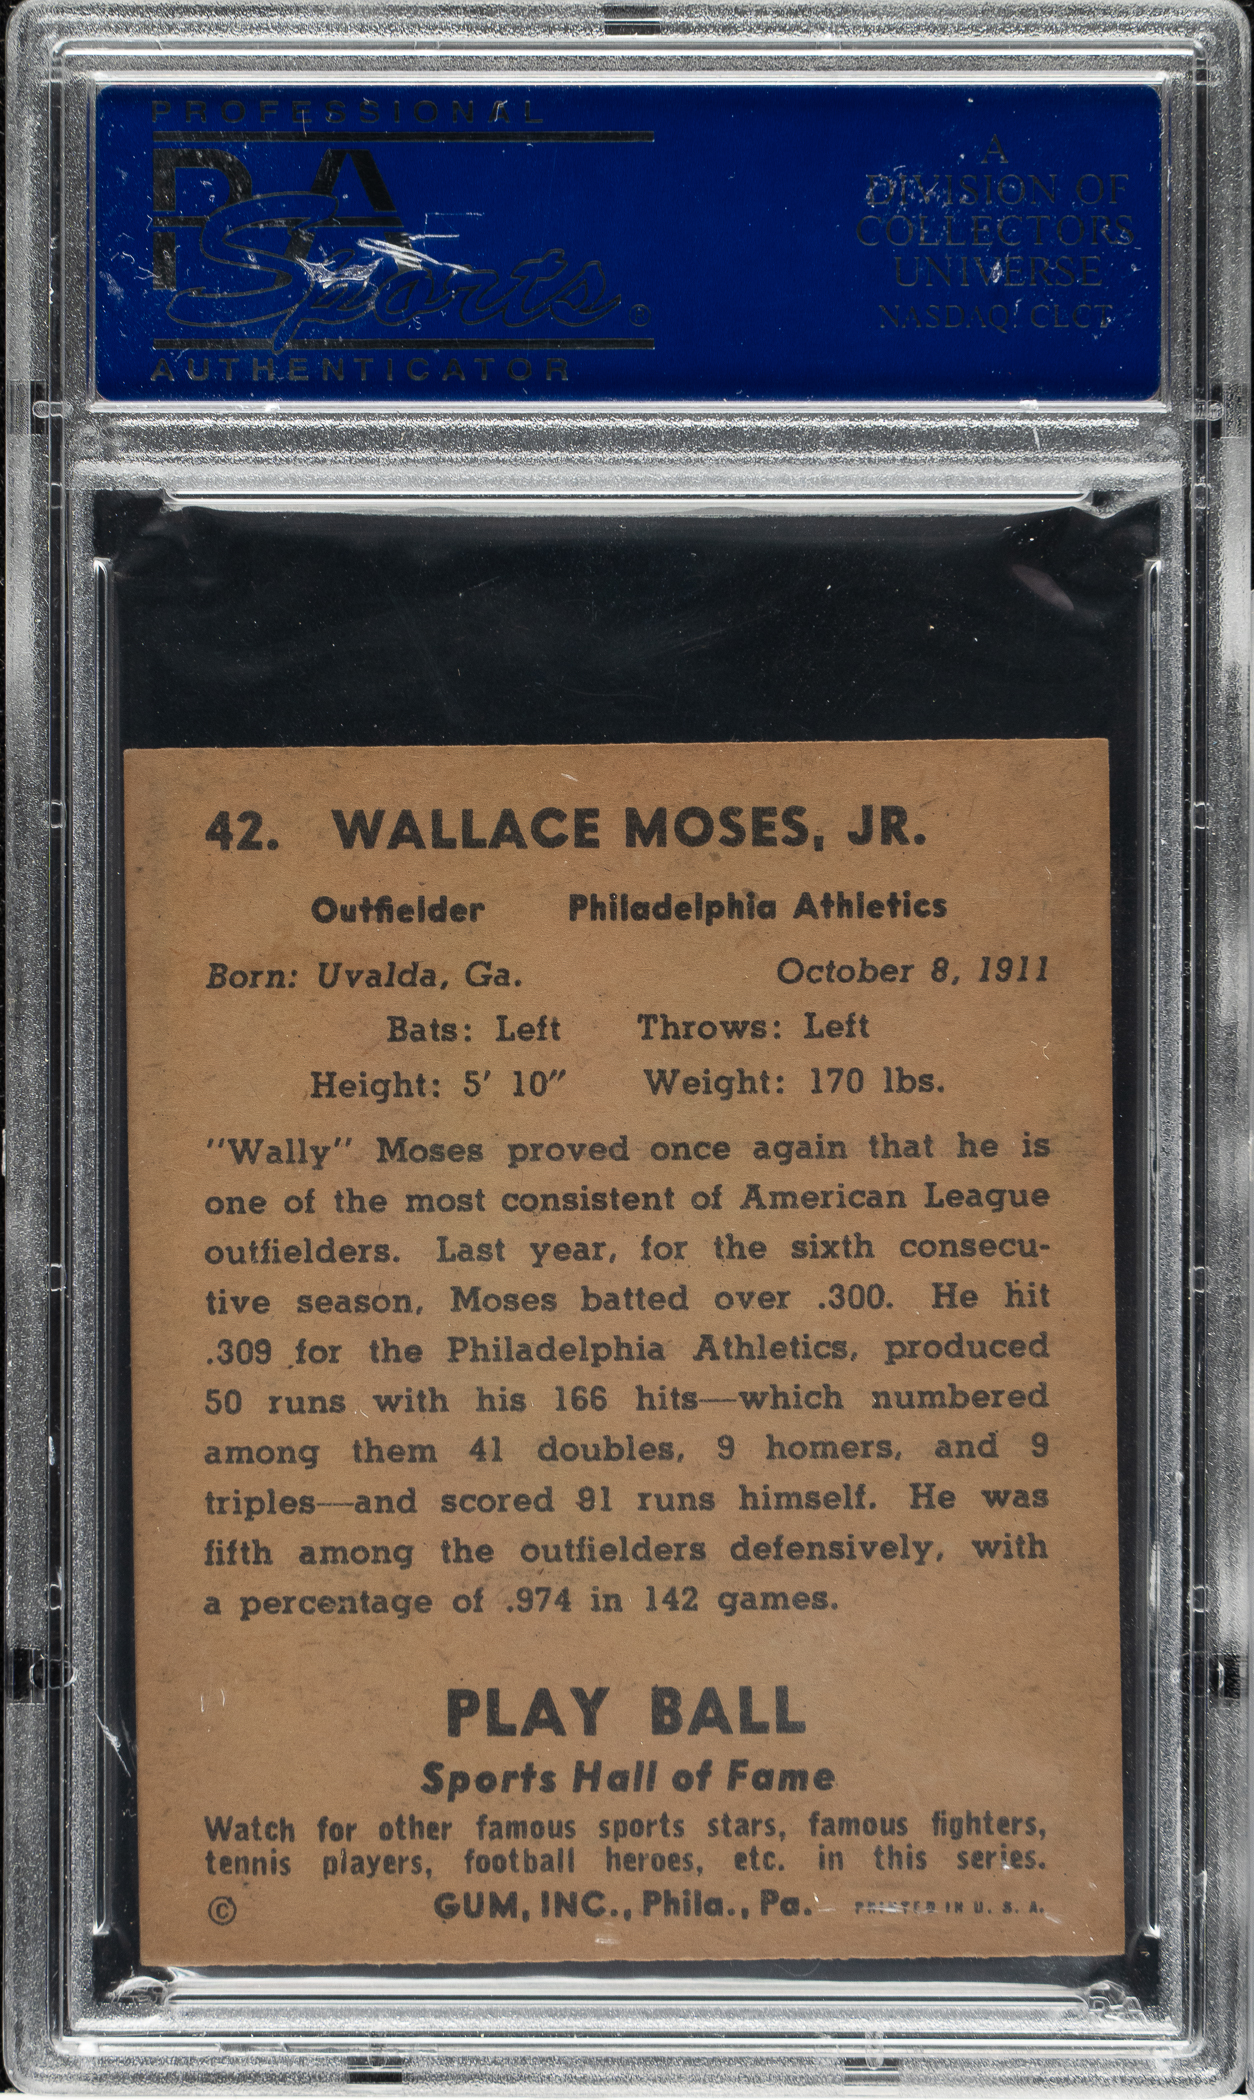 PROFESSIONAL
PSA
Sports ®
AUTHENTICATOR
A
DIVISION OF
COLLECTORS
UNIVERSE
NASDAQ: CLCT
42. WALLACE MOSES, JR.
Outfielder Philadelphia Athletics
Born: Uvalda, Ga. October 8, 1911
Bats: Left Throws: Left
Height: 5' 10" Weight: 170 lbs.
"Wally" Moses proved once again that he is
one of the most consistent of American League
outfielders. Last year, for the sixth consecu-
tive season, Moses batted over .300. He hit
.309 for the Philadelphia Athletics, produced
50 runs with his 166 hits—which numbered
among them 41 doubles, 9 homers, and 9
triples—and scored 91 runs himself. He was
fifth among the outfielders defensively, with
a percentage of .974 in 142 games.
PLAY BALL
Sports Hall of Fame
Watch for other famous sports stars, famous fighters,
tennis players, football heroes, etc. in this series.
© GUM, INC., Phila., Pa. PRINTED IN U. S. A.